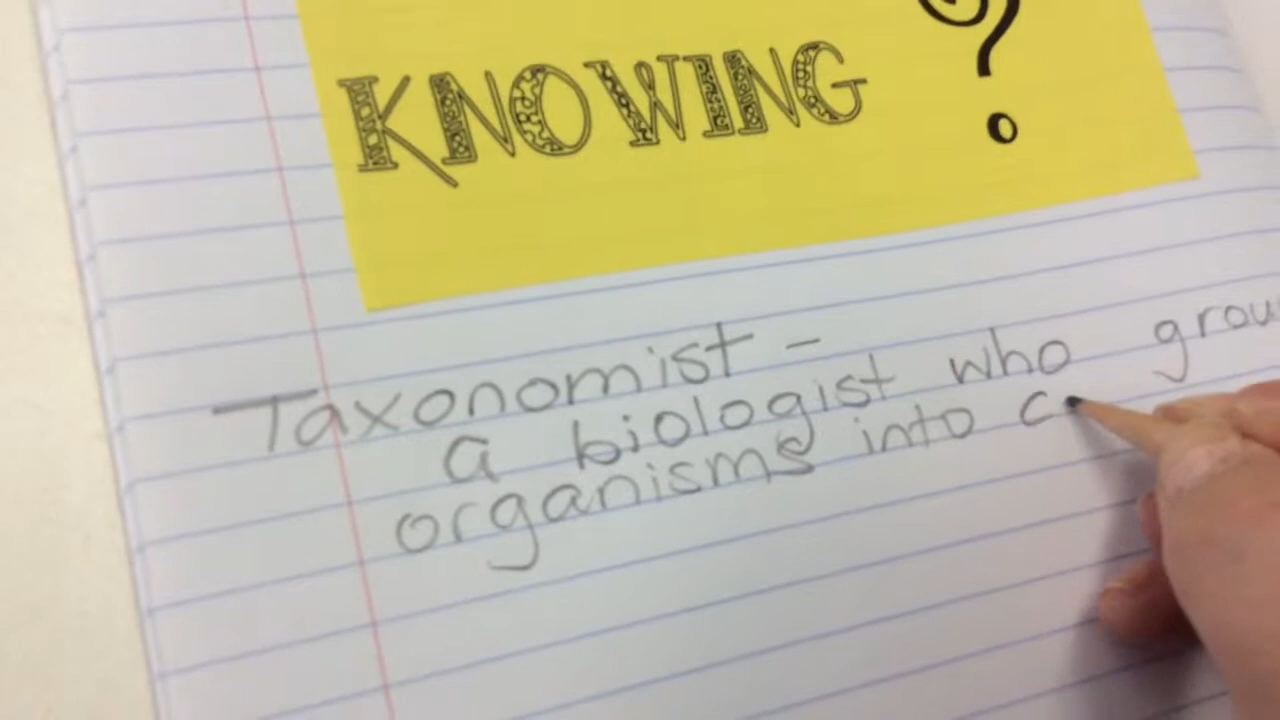 KNOWING ?
Taxonomist -
a biologist who grou
organisms into c